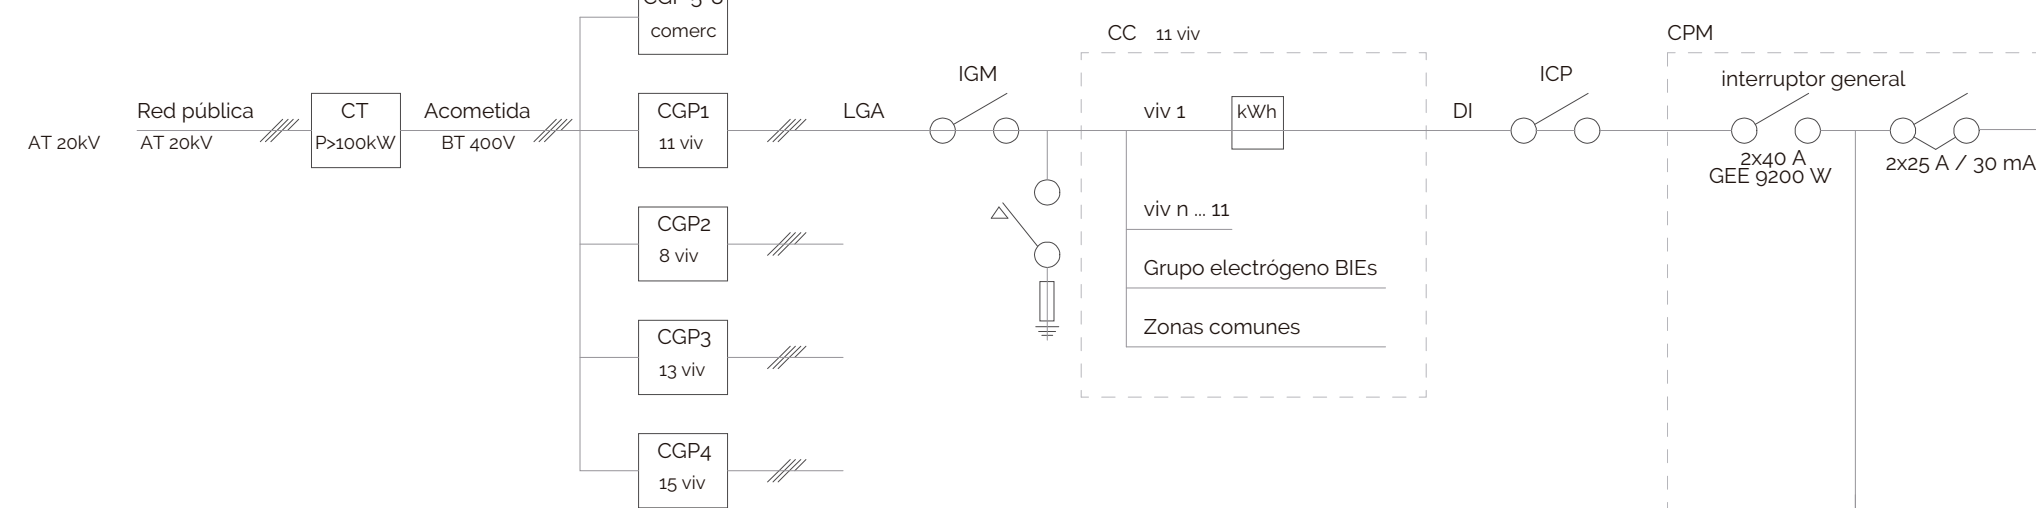 comerc
CC 11 viv
CPM
IGM
ICP
interruptor general
Red pública
CT
Acometida
CGP1
LGA
viv 1
kWh
DI
AT 20kV
AT 20kV
P>100kW
BT 400V
11 viv
2x40 A
GEE 9200 W
2x25 A / 30 mA
CGP2
8 viv
viv n ... 11
Grupo electrógeno BIEs
Zonas comunes
CGP3
13 viv
CGP4
15 viv